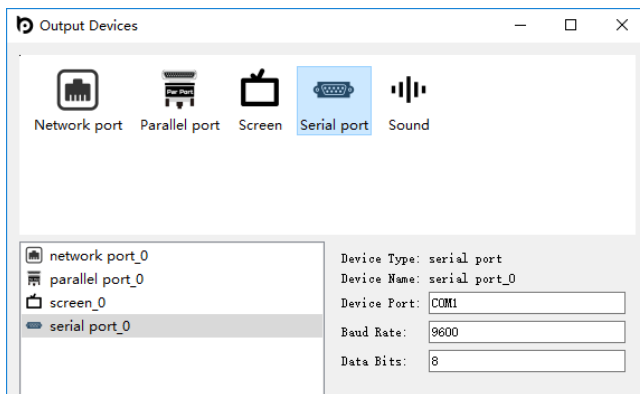 Output Devices
Par Port
Network port Parallel port Screen Serial port Sound
network port_0
parallel port_0
screen_0
serial port_0
Device Type: serial port
Device Name: serial port_0
Device Port: COM1
Baud Rate: 9600
Data Bits: 8